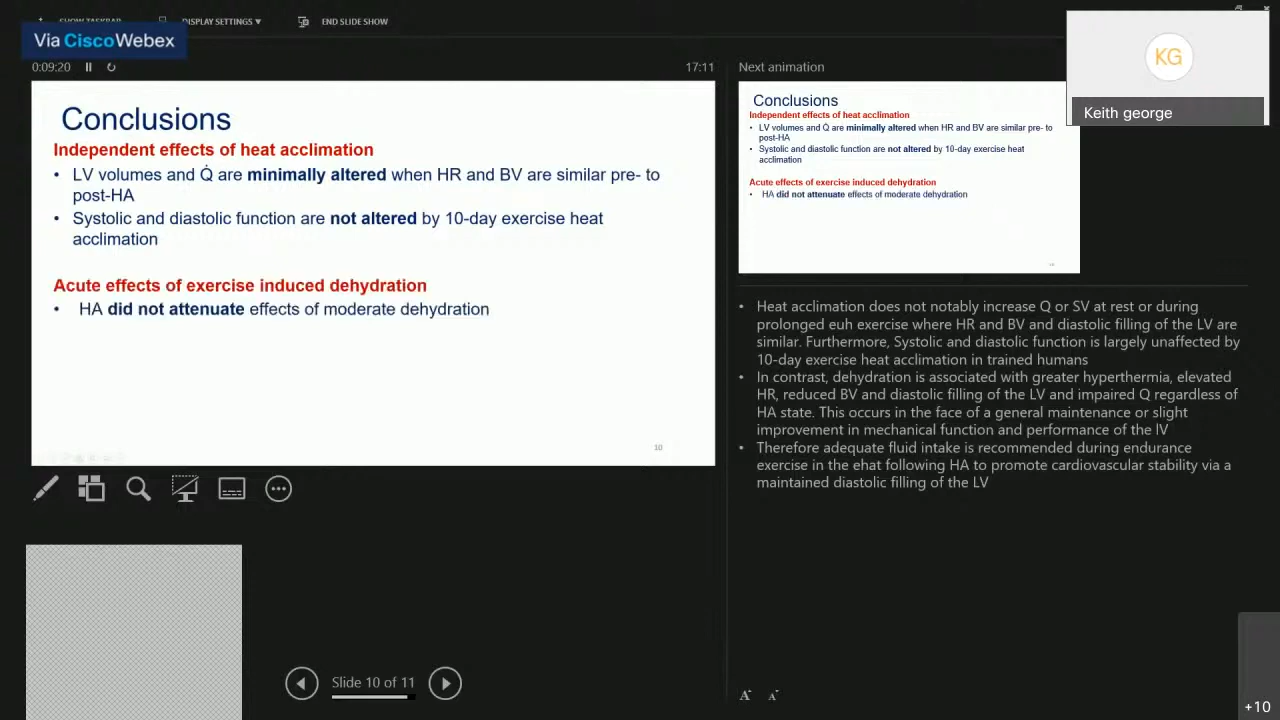 SHOW TASKBAR
DISPLAY SETTINGS ▼
END SLIDE SHOW
Via CiscoWebex
0:09:20
17:11
Next animation
KG
Keith george
Conclusions
Independent effects of heat acclimation
• LV volumes and Q̇ are minimally altered when HR and BV are similar pre- to
post-HA
• Systolic and diastolic function are not altered by 10-day exercise heat
acclimation
Acute effects of exercise induced dehydration
• HA did not attenuate effects of moderate dehydration
10
Conclusions
Independent effects of heat acclimation
• LV volumes and Q̇ are minimally altered when HR and BV are similar pre- to
post-HA
• Systolic and diastolic function are not altered by 10-day exercise heat
acclimation
Acute effects of exercise induced dehydration
• HA did not attenuate effects of moderate dehydration
• Heat acclimation does not notably increase Q or SV at rest or during
prolonged euh exercise where HR and BV and diastolic filling of the LV are
similar. Furthermore, Systolic and diastolic function is largely unaffected by
10-day exercise heat acclimation in trained humans
• In contrast, dehydration is associated with greater hyperthermia, elevated
HR, reduced BV and diastolic filling of the LV and impaired Q regardless of
HA state. This occurs in the face of a general maintenance or slight
improvement in mechanical function and performance of the lV
• Therefore adequate fluid intake is recommended during endurance
exercise in the ehat following HA to promote cardiovascular stability via a
maintained diastolic filling of the LV
Slide 10 of 11
A A
+10